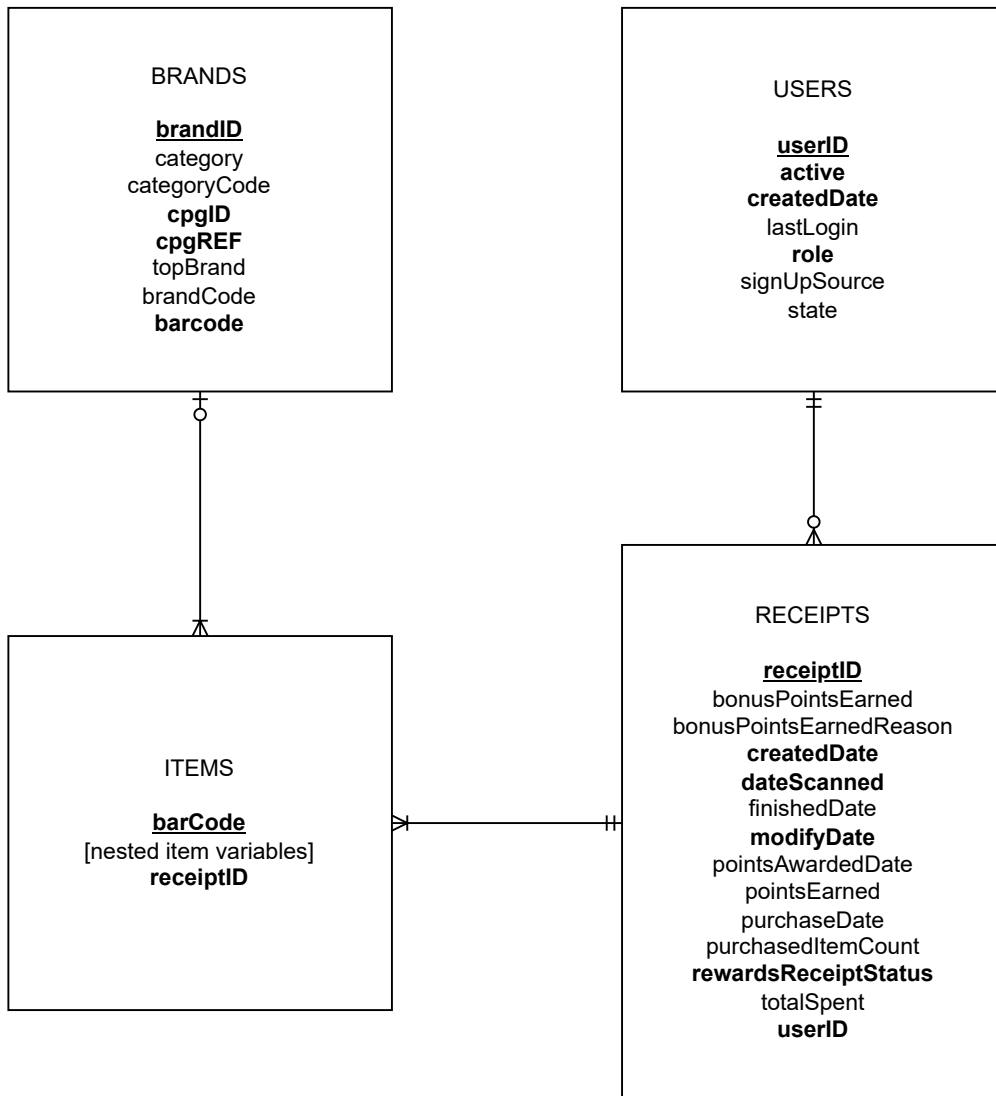 BRANDS
brandID
category
categoryCode
cpgID
cpgREF
topBrand
brandCode
barcode
USERS
userID
active
createdDate
lastLogin
role
signUpSource
state
ITEMS
barCode
[nested item variables]
receiptID
RECEIPTS
receiptID
bonusPointsEarned
bonusPointsEarnedReason
createdDate
dateScanned
finishedDate
modifyDate
pointsAwardedDate
pointsEarned
purchaseDate
purchasedItemCount
rewardsReceiptStatus
totalSpent
userID